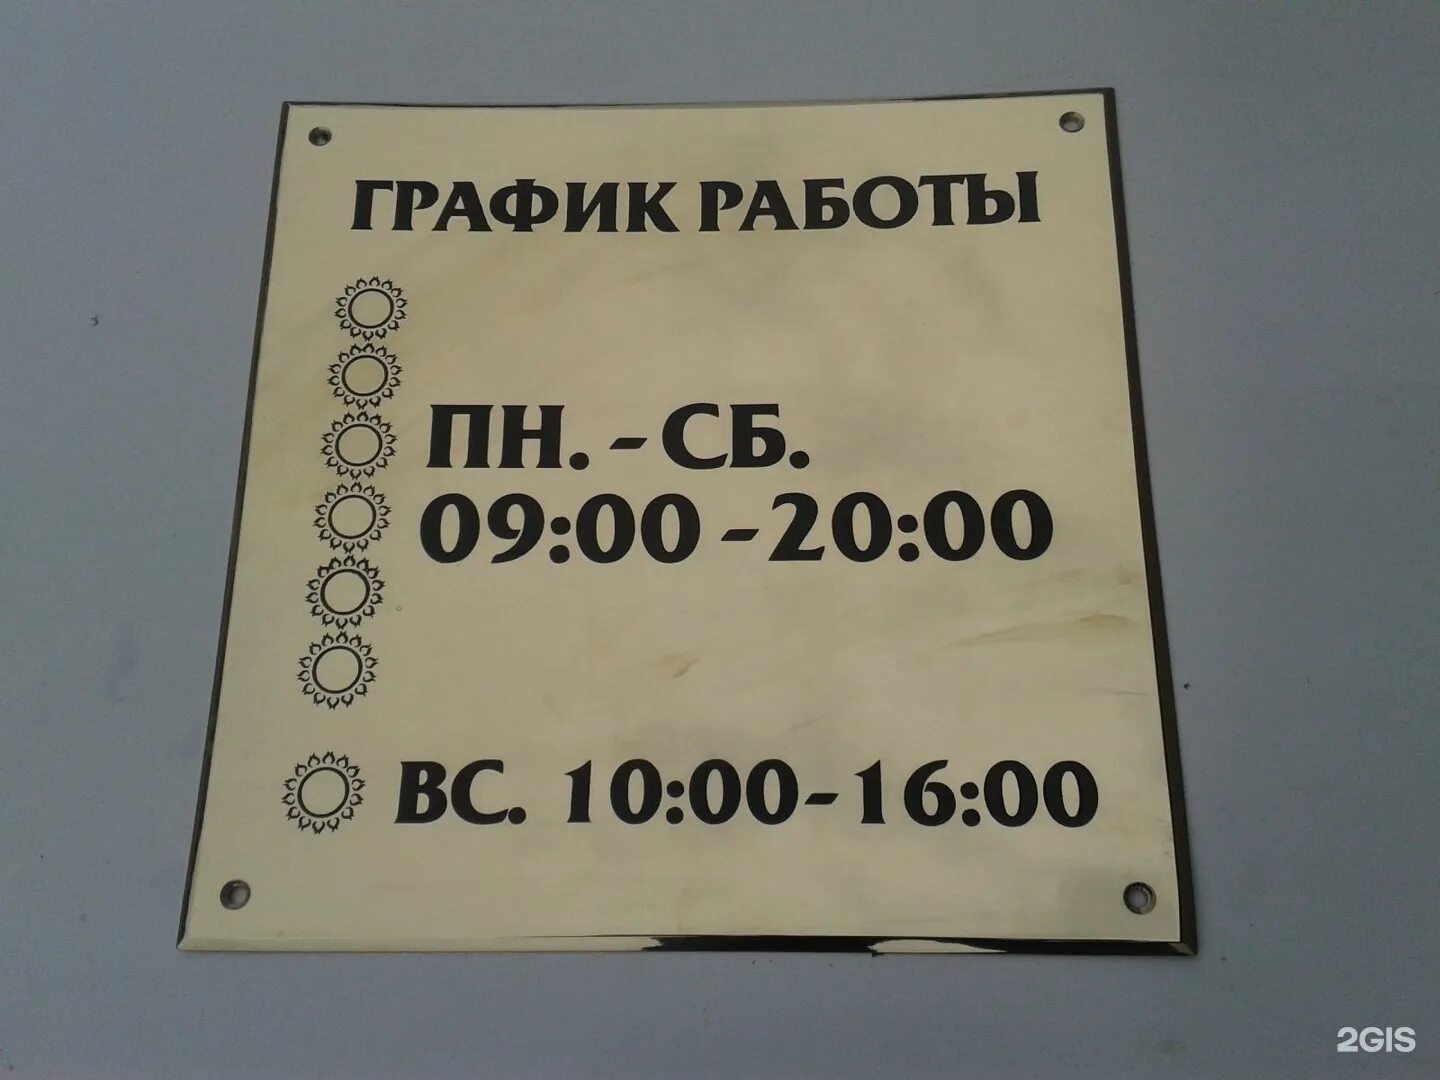 ГРАФИК РАБОТЫ
ПН. - СБ.
09:00 - 20:00
ВС. 10:00 - 16:00
2GIS